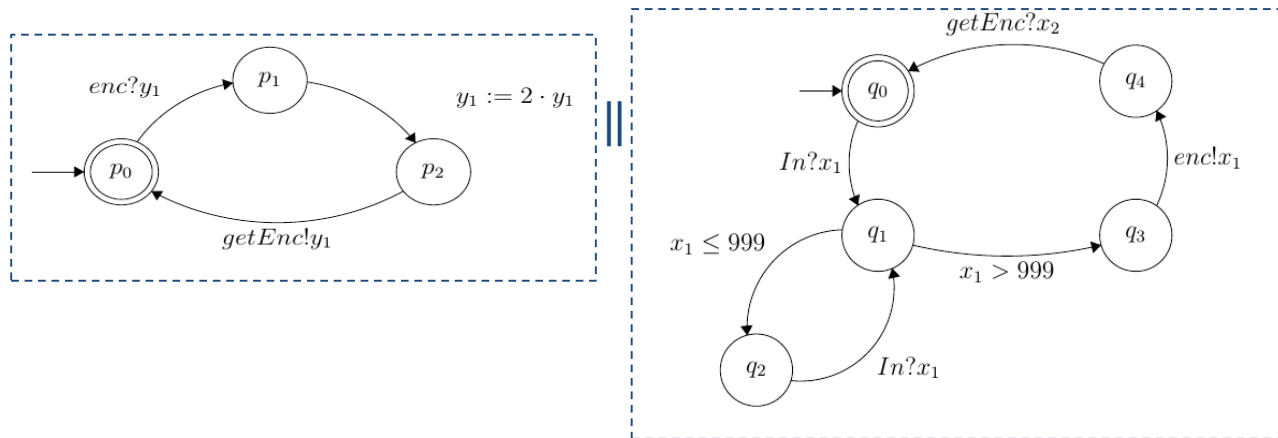 getEnc?x₂
enc?y₁
p₁
y₁ := 2 · y₁
q₀
q₄
p₀
p₂
In?x₁
enc!x₁
getEnc!y₁
q₁
q₃
x₁ ≤ 999
x₁ > 999
q₂
In?x₁